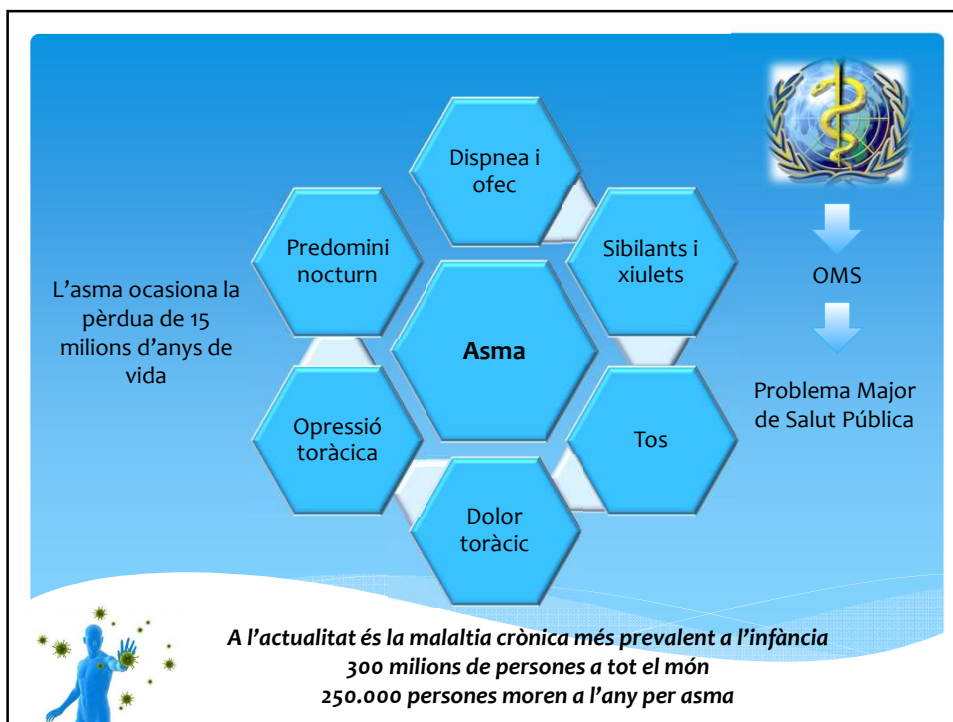 Dispnea i
ofec
Predomini
nocturn
Sibilants i
xiulets
OMS
L'asma ocasiona la
pèrdua de 15
milions d'anys de
vida
Asma
Problema Major
de Salut Pública
Opressió
toràcica
Tos
Dolor
toràcic
A l'actualitat és la malaltia crònica més prevalent a l'infància
300 milions de persones a tot el món
250.000 persones moren a l'any per asma